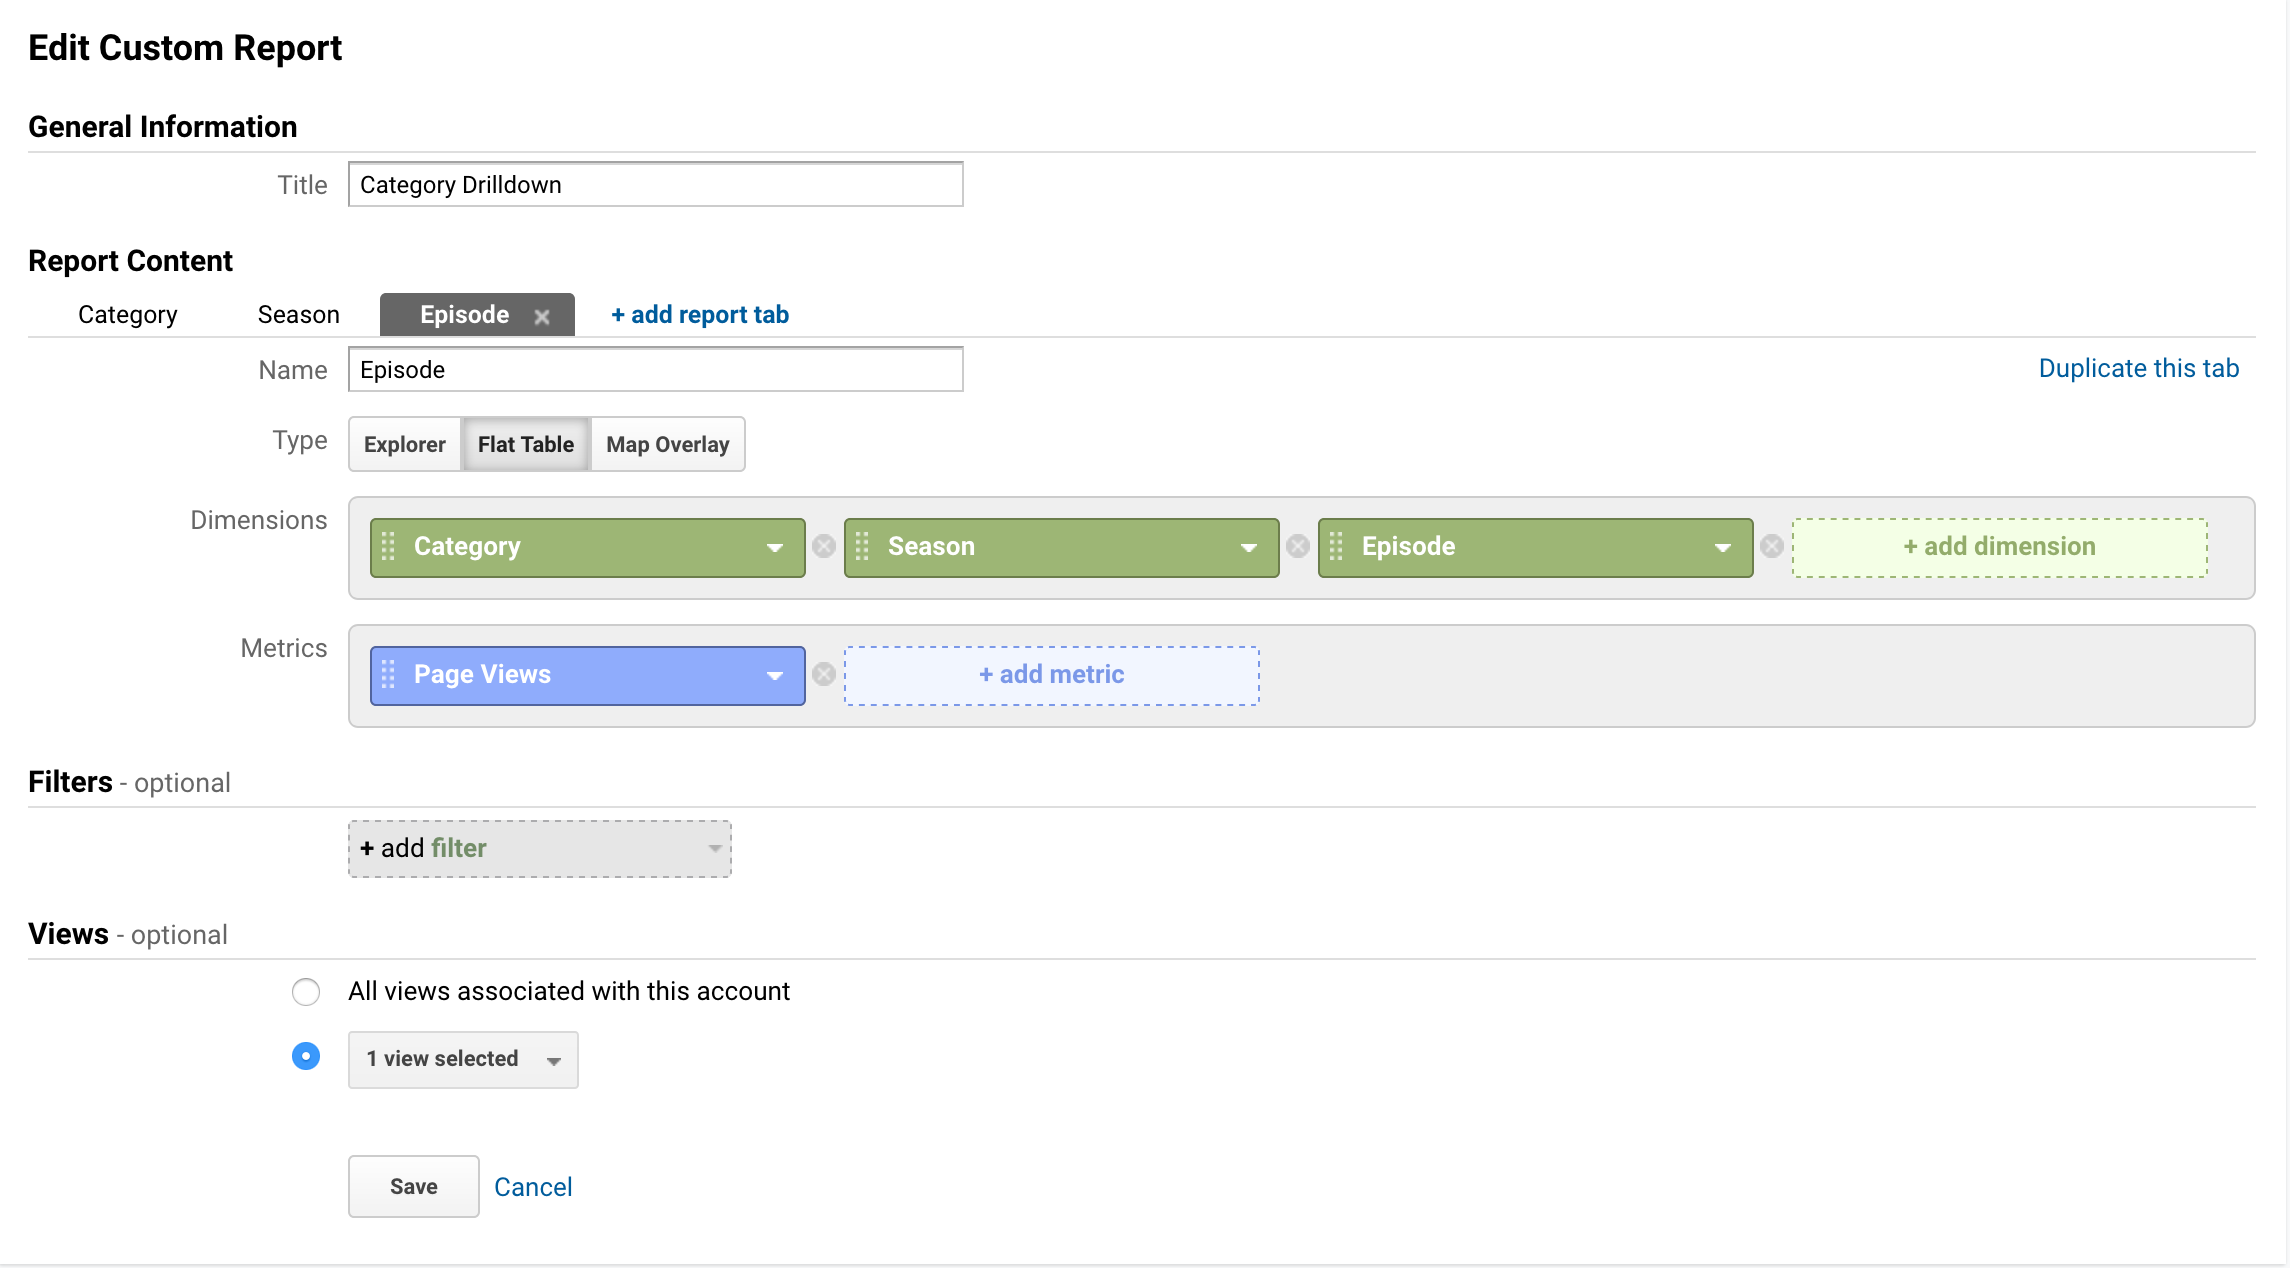 Edit Custom Report
General Information
Title Category Drilldown
Report Content
Category Season Episode + add report tab
Name Episode Duplicate this tab
Type Explorer Flat Table Map Overlay
Dimensions Category Season Episode + add dimension
Metrics Page Views + add metric
Filters - optional
+ add filter
Views - optional
All views associated with this account
1 view selected
Save Cancel